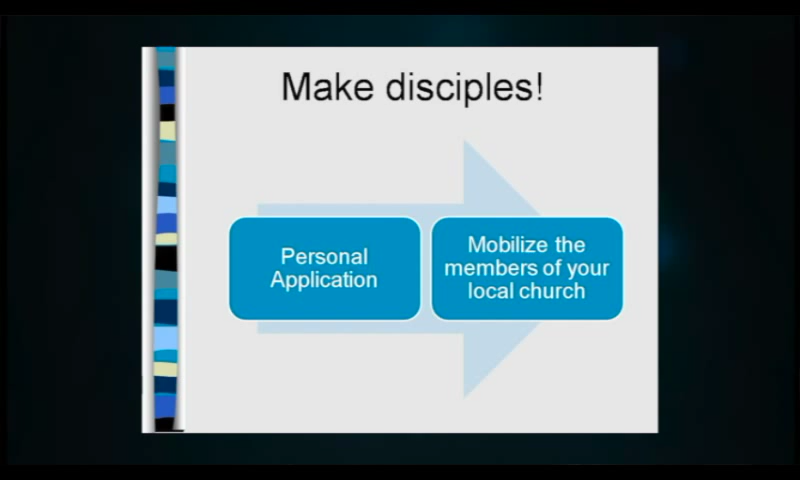 Make disciples!
Personal
Application
Mobilize the
members of your
local church